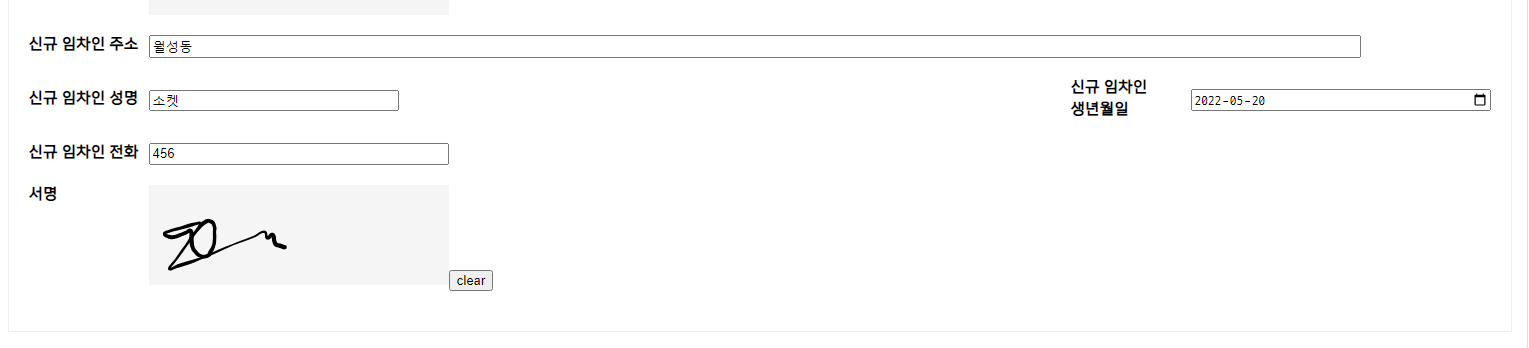 신규 임차인 주소 월성동
신규 임차인 성명 소켓 신규 임차인
생년월일 2022-05-20
신규 임차인 전화 456
서명
clear